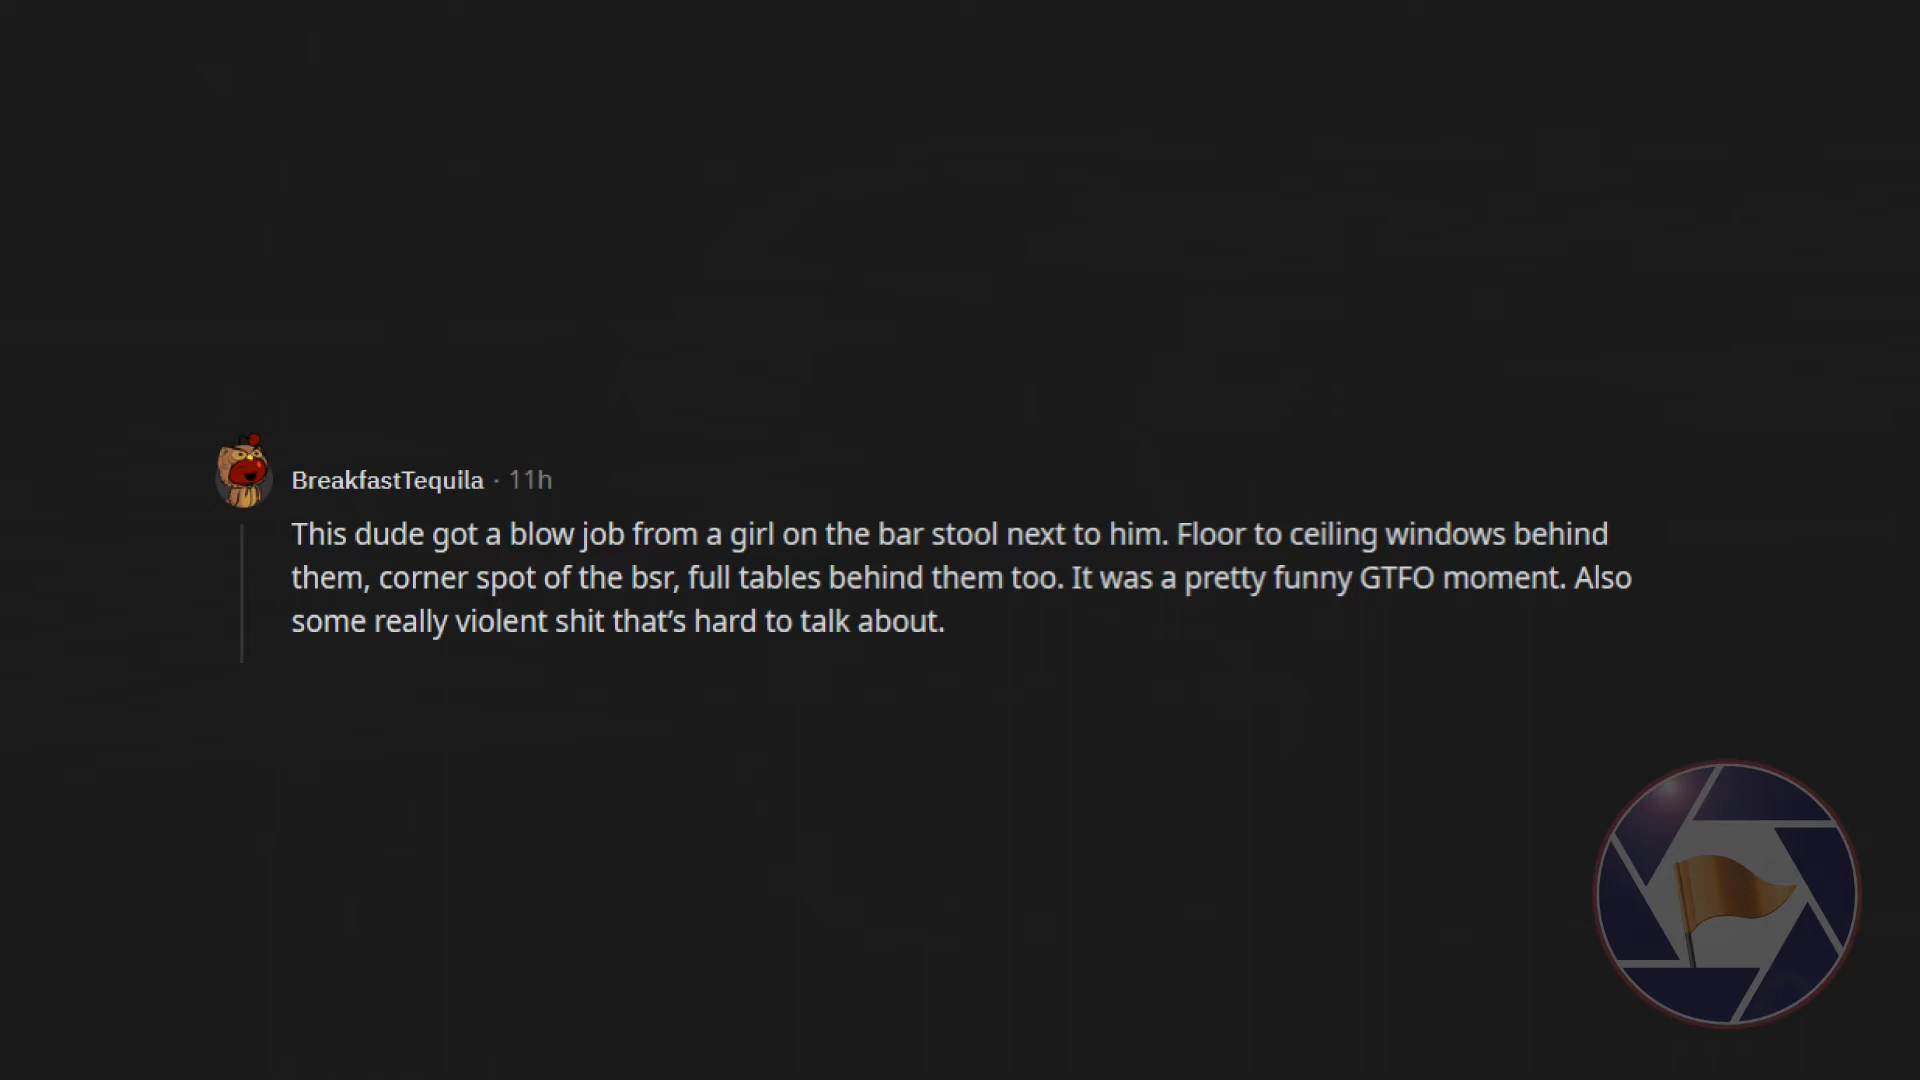 BreakfastTequila · 11h
This dude got a blow job from a girl on the bar stool next to him. Floor to ceiling windows behind
them, corner spot of the bsr, full tables behind them too. It was a pretty funny GTFO moment. Also
some really violent shit that’s hard to talk about.